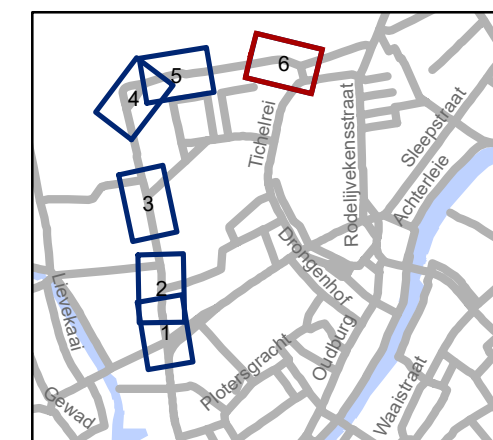 6
5
4
Sleepstraat
Tichelrei
Rodelijvekensstraat
Achterleie
3
Drongenhof
2
Lievekaai
1
Oudburg
Plotersgracht
Waaistraat
Gewad